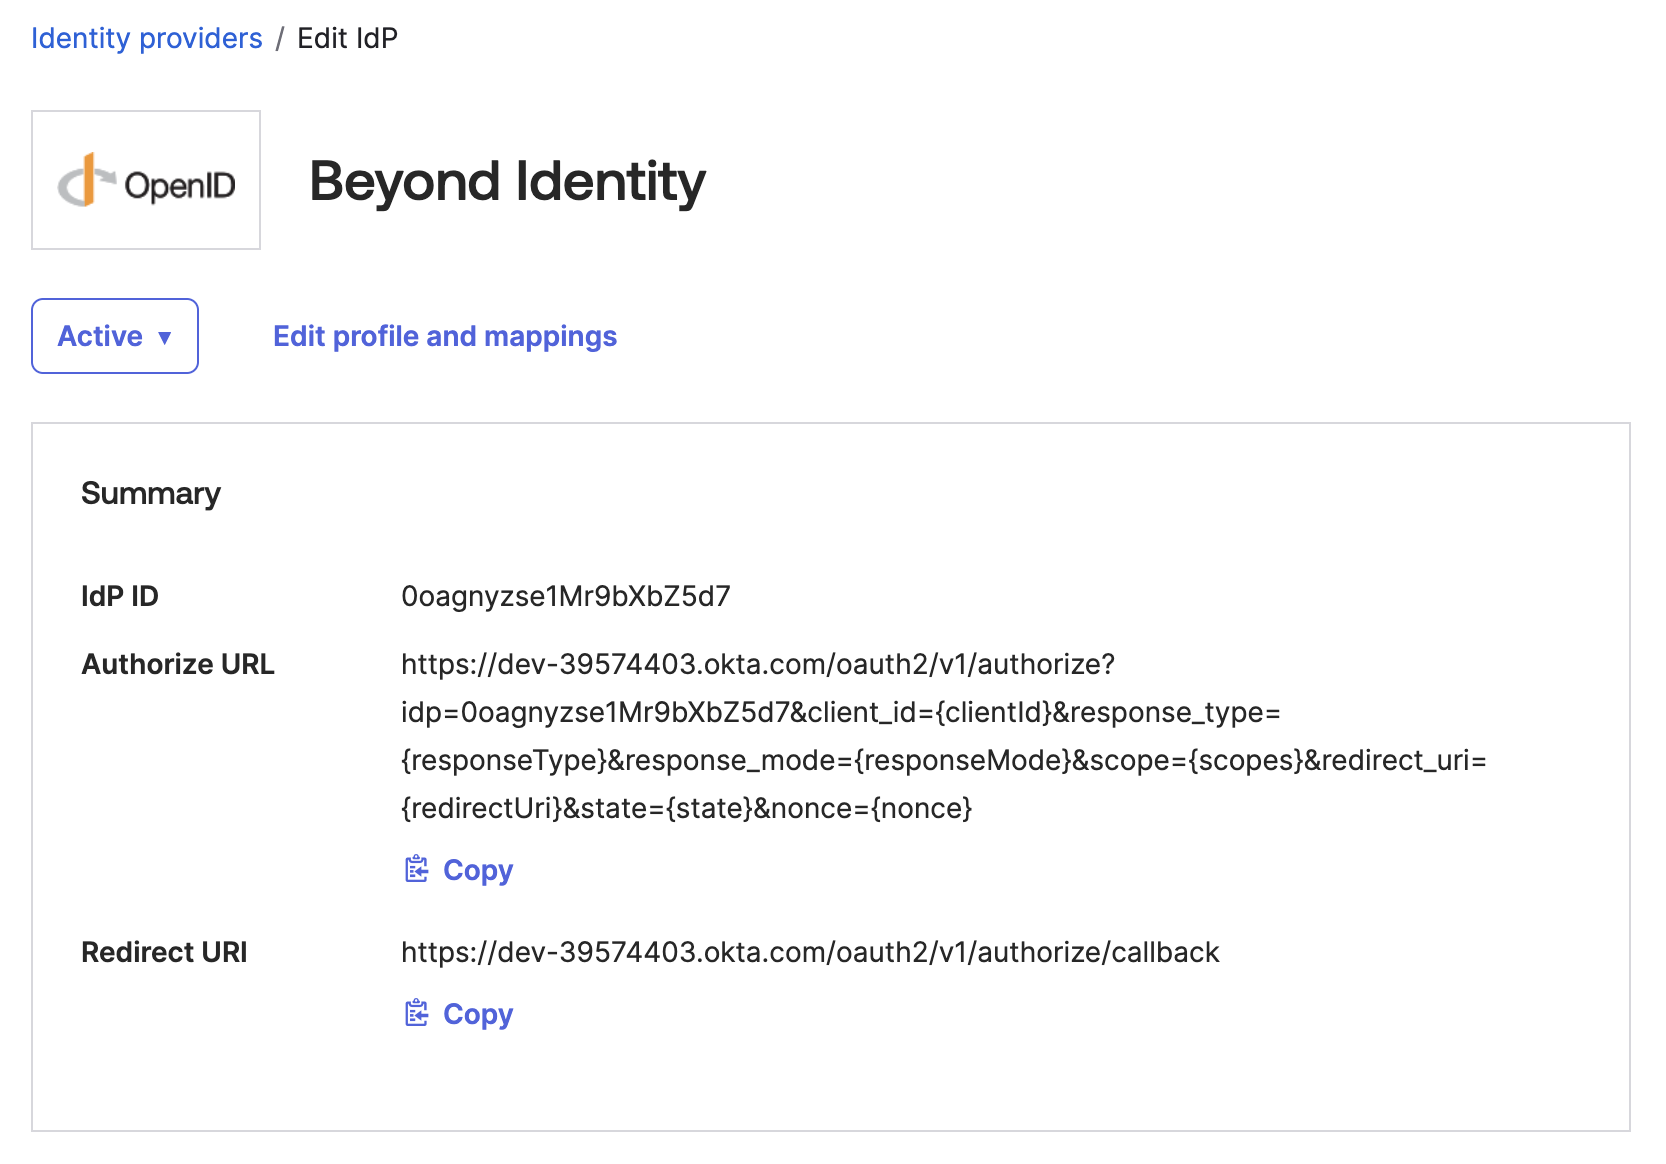 Identity providers / Edit IdP
OpenID
Beyond Identity
Active ▼
Edit profile and mappings
Summary
IdP ID
0oagnyzse1Mr9bXbZ5d7
Authorize URL
https://dev-39574403.okta.com/oauth2/v1/authorize?
idp=0oagnyzse1Mr9bXbZ5d7&client_id={clientId}&response_type=
{responseType}&response_mode={responseMode}&scope={scopes}&redirect_uri=
{redirectUri}&state={state}&nonce={nonce}
Copy
Redirect URI
https://dev-39574403.okta.com/oauth2/v1/authorize/callback
Copy